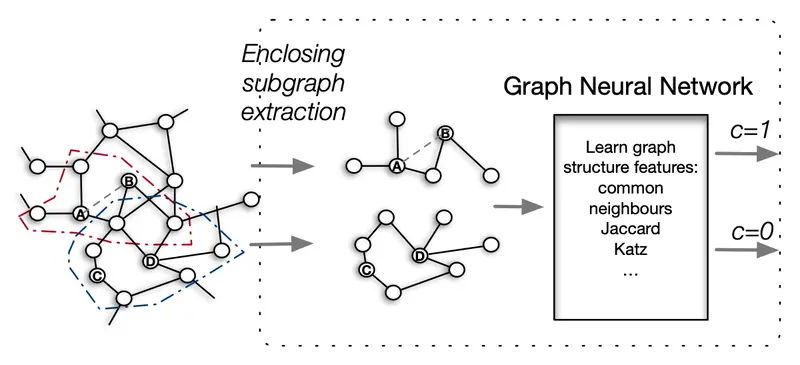 Enclosing
subgraph
extraction
Graph Neural Network
B
A
C
D
A
B
C
D
Learn graph
structure features:
common
neighbours
Jaccard
Katz
...
c=1
c=0